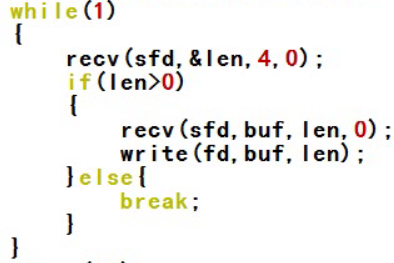 while(1)
{
recv(sfd,&len,4,0);
if(len>0)
{
recv(sfd,buf,len,0);
write(fd,buf,len);
}else{
break;
}
}